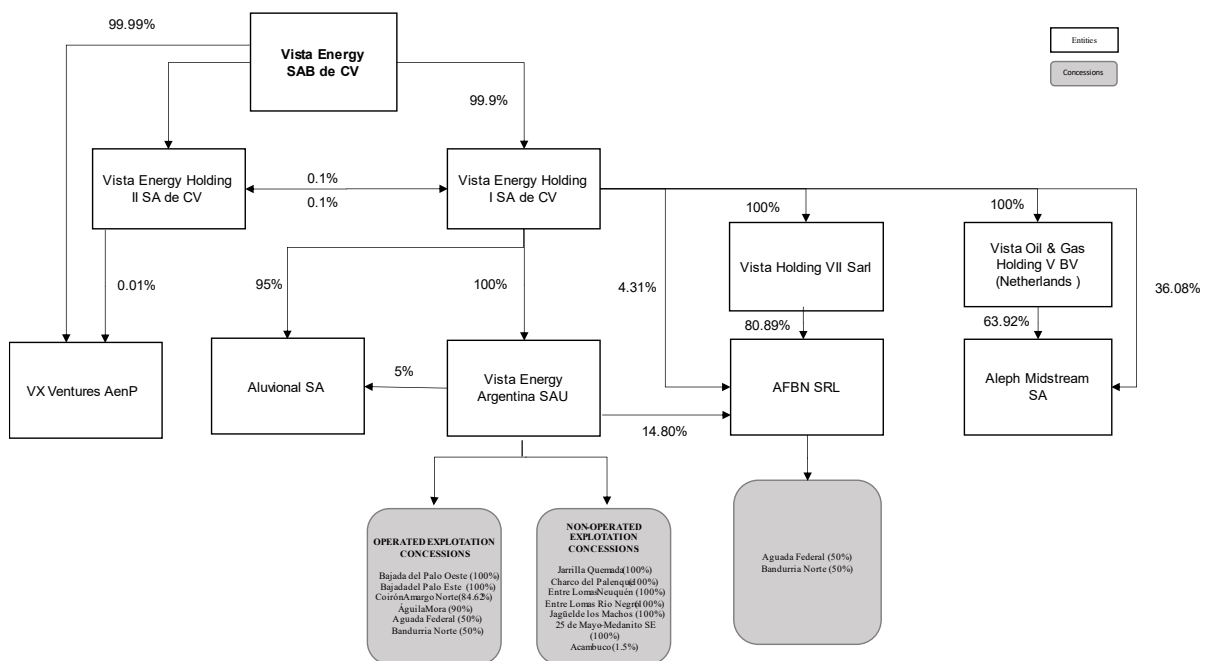 99.99%
Vista Energy
SAB de CV
Entities
Concessions
99.9%
Vista Energy Holding
II SA de CV
0.1%
0.1%
Vista Energy Holding
I SA de CV
100%
100%
Vista Holding VII Sarl
Vista Oil & Gas
Holding V BV
(Netherlands )
0.01%
95%
100%
4.31%
36.08%
80.89%
63.92%
VX Ventures AenP
Aluvional SA
5%
Vista Energy
Argentina SAU
AFBN SRL
Aleph Midstream
SA
14.80%
OPERATED EXPLOTATION
CONCESSIONS
Bajada del Palo Oeste (100%)
Bajadadel Palo Este (100%)
CoirónAmargo Norte(84.62%)
ÁguilaMora (90%)
Aguada Federal (50%)
Bandurria Norte (50%)
NON-OPERATED
EXPLOTATION
CONCESSIONS
Jarrilla Quemada(100%)
Charco del Palenque(100%)
Entre LomasNeuquén (100%)
Entre Lomas Río Negro(100%)
Jagüelde los Machos (100%)
25 de Mayo-Medanito SE
(100%)
Acambuco(1.5%)
Aguada Federal (50%)
Bandurria Norte (50%)